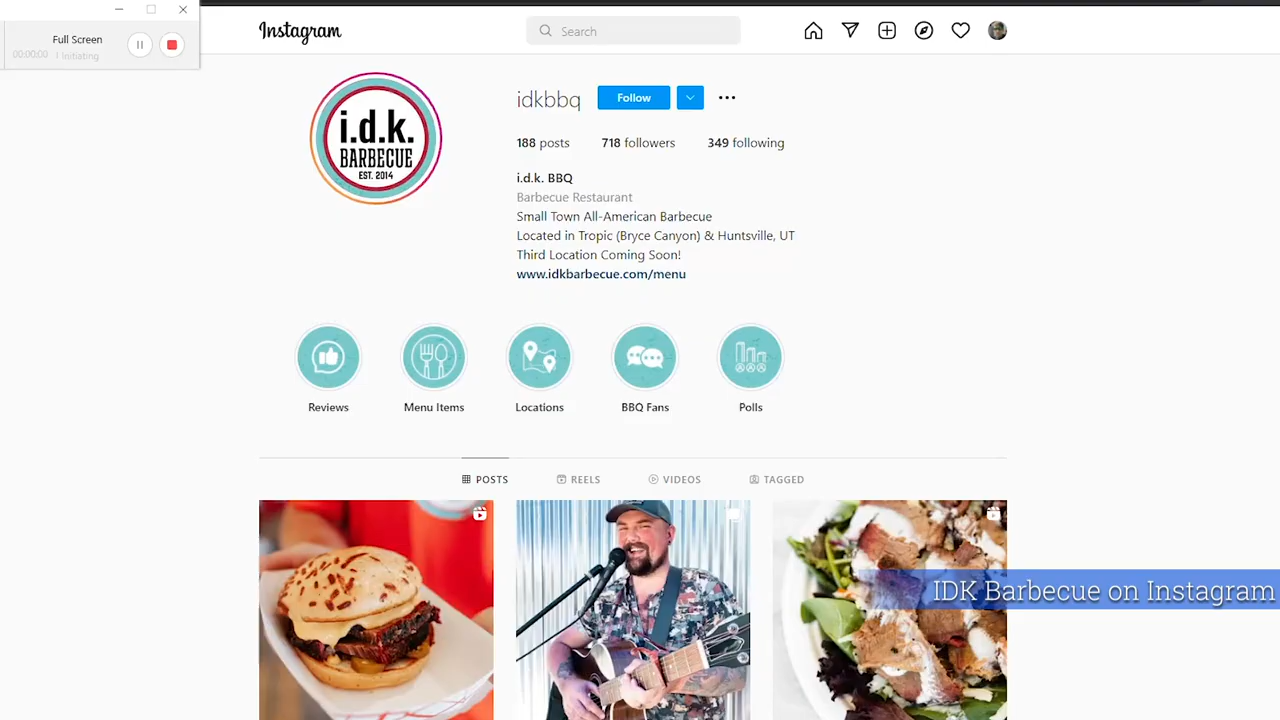 Full Screen
00:00:00
1 Initiating
Instagram
Search
i.d.k.
BARBECUE
EST. 2014
idkbbq
Follow
188 posts
718 followers
349 following
i.d.k. BBQ
Barbecue Restaurant
Small Town All-American Barbecue
Located in Tropic (Bryce Canyon) & Huntsville, UT
Third Location Coming Soon!
www.idkbarbecue.com/menu
Reviews
Menu Items
Locations
BBQ Fans
Polls
POSTS
REELS
VIDEOS
TAGGED
IDK Barbecue on Instagram